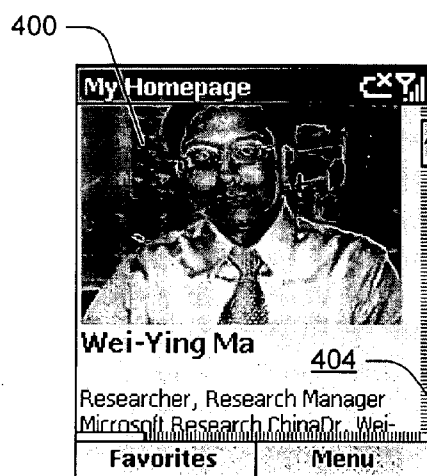 400
My Homepage
Wei-Ying Ma
404
Researcher, Research Manager
Microsoft Research ChinaDr. Wei-
Favorites Menu